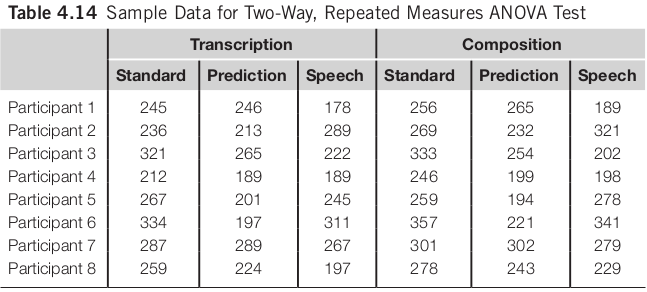 Table 4.14 Sample Data for Two-Way, Repeated Measures ANOVA Test
Transcription Composition
Standard Prediction Speech Standard Prediction Speech
Participant 1 245 246 178 256 265 189
Participant 2 236 213 289 269 232 321
Participant 3 321 265 222 333 254 202
Participant 4 212 189 189 246 199 198
Participant 5 267 201 245 259 194 278
Participant 6 334 197 311 357 221 341
Participant 7 287 289 267 301 302 279
Participant 8 259 224 197 278 243 229